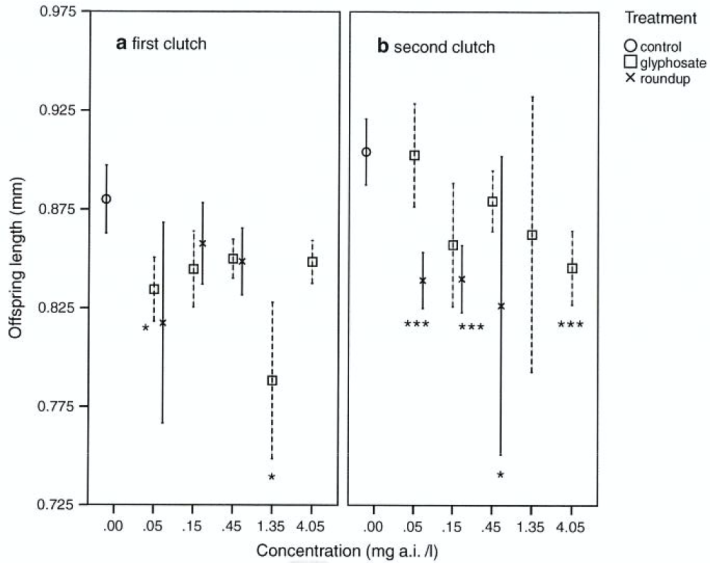 0.975
0.925
0.875
0.825
0.775
0.725
Offspring length (mm)
a first clutch
b second clutch
*
*
***
***
*
***
.00 .05 .15 .45 1.35 4.05
.00 .05 .15 .45 1.35 4.05
Concentration (mg a.i. /l)
Treatment
control
glyphosate
roundup